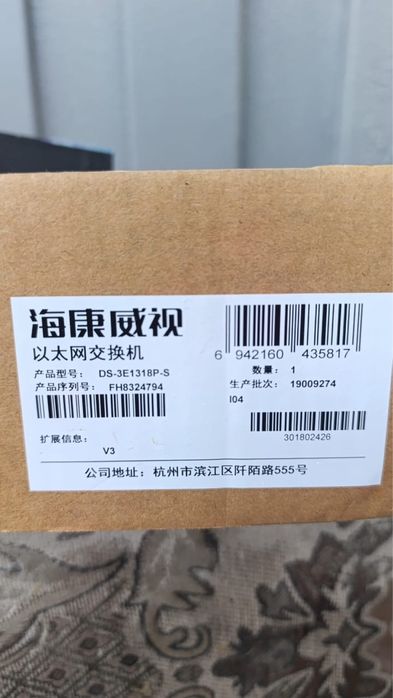 海康威视
以太网交换机
6 942160 435817
产品型号： DS-3E1318P-S
数量： 1
产品序列号： FH8324794
生产批次： 19009274
I04
301802426
扩展信息：
V3
公司地址：杭州市滨江区阡陌路555号